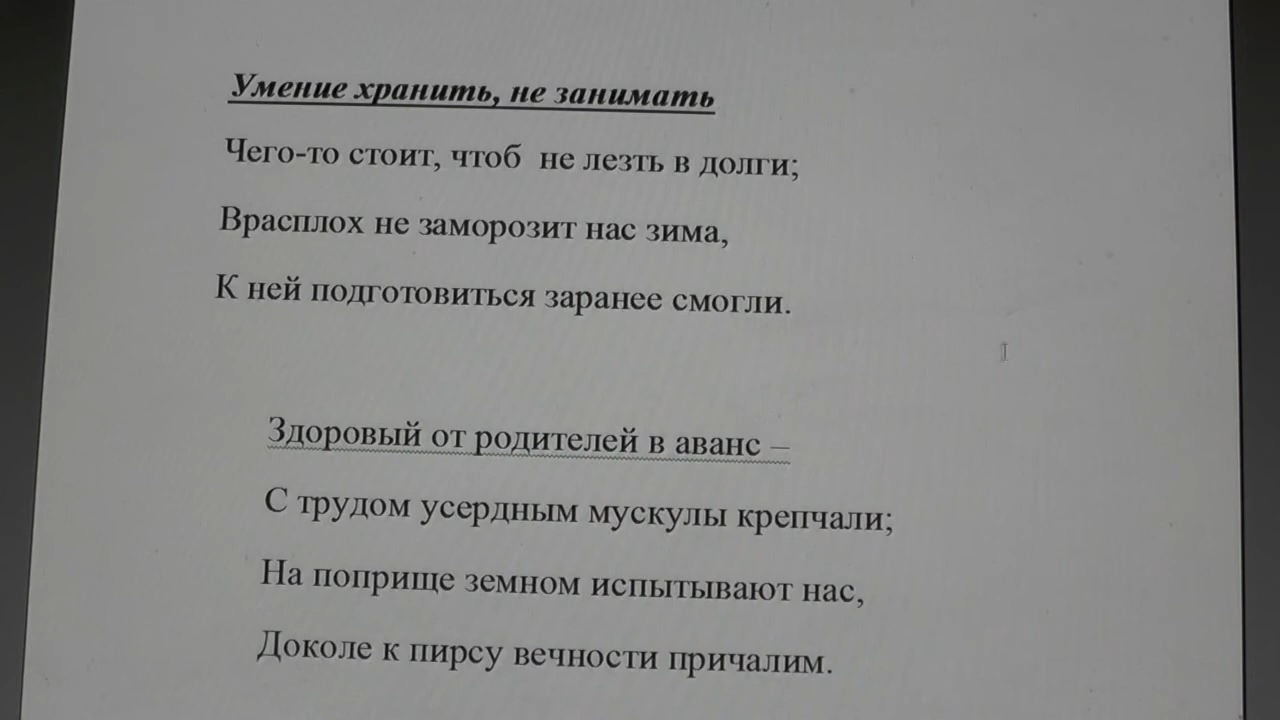 Умение хранить, не занимать
Чего-то стоит, чтоб  не лезть в долги;
Врасплох не заморозит нас зима,
К ней подготовиться заранее смогли.
Здоровый от родителей в аванс –
С трудом усердным мускулы крепчали;
На поприще земном испытывают нас,
Доколе к пирсу вечности причалим.